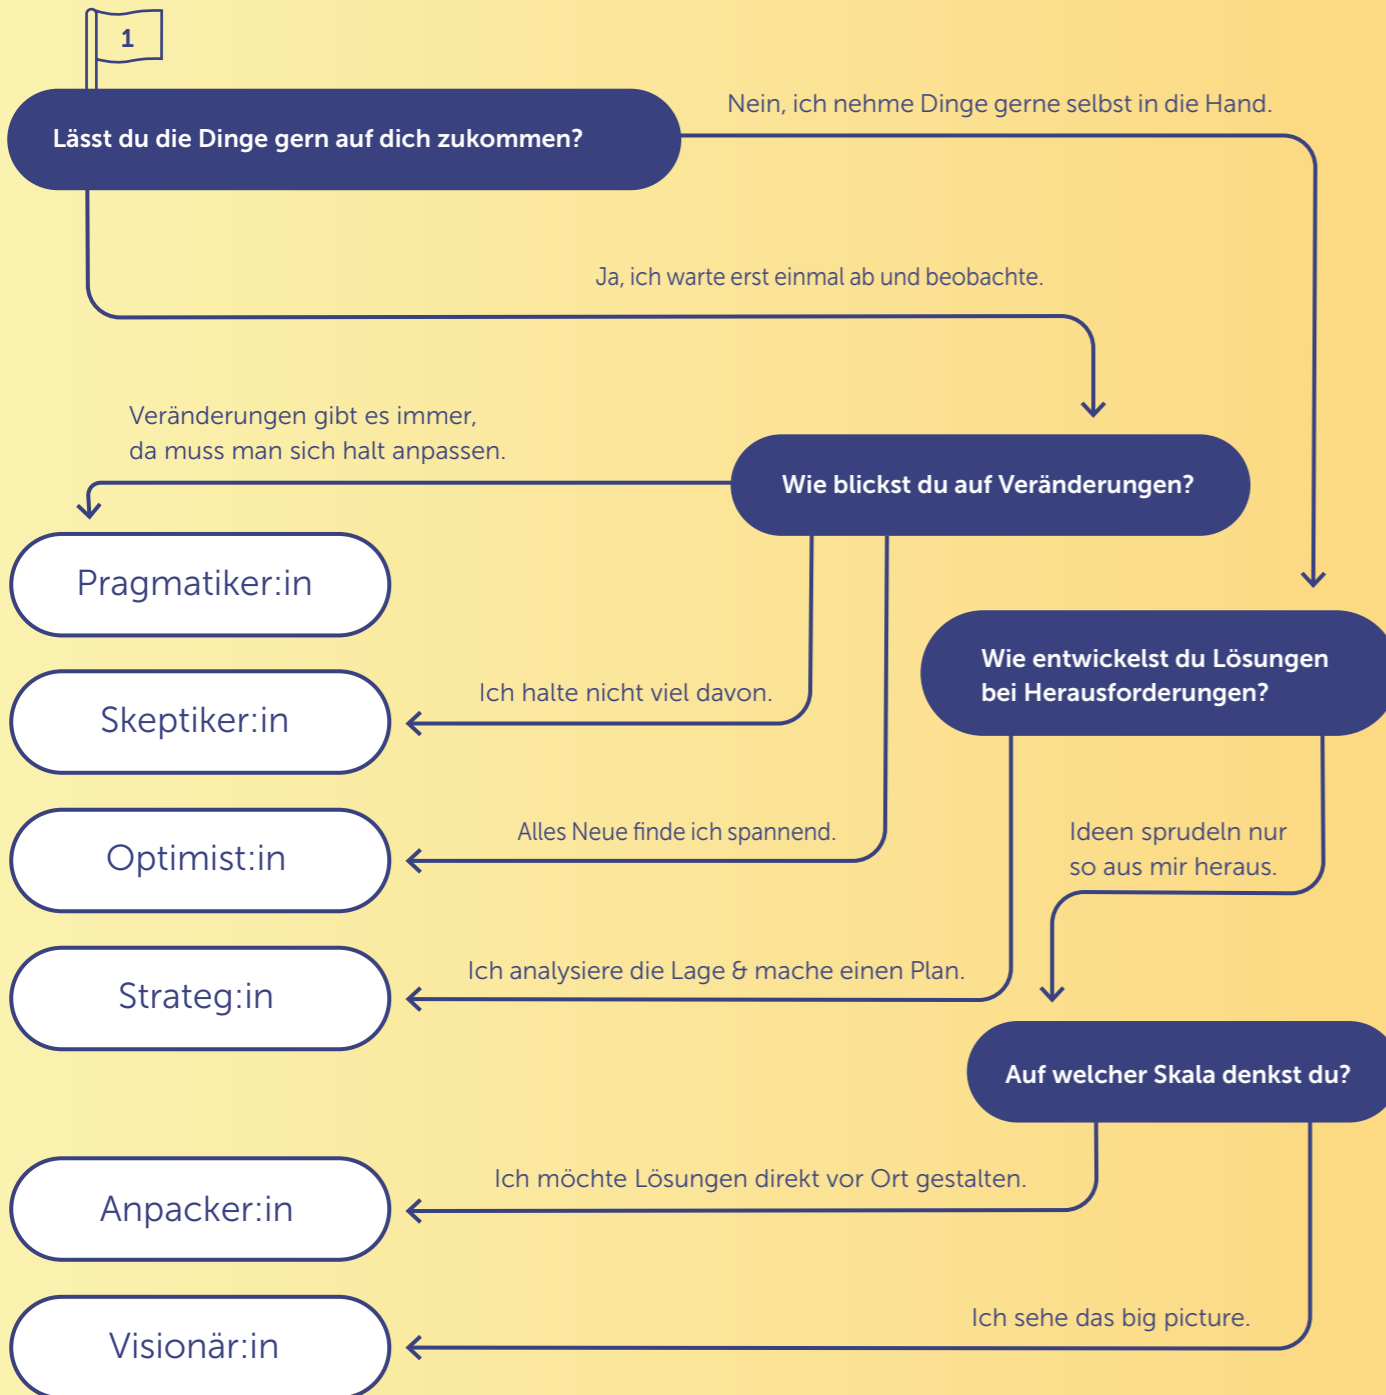 1
Lässt du die Dinge gern auf dich zukommen?
Nein, ich nehme Dinge gerne selbst in die Hand.
Ja, ich warte erst einmal ab und beobachte.
Veränderungen gibt es immer,
da muss man sich halt anpassen.
Wie blickst du auf Veränderungen?
Pragmatiker:in
Wie entwickelst du Lösungen
bei Herausforderungen?
Ich halte nicht viel davon.
Skeptiker:in
Alles Neue finde ich spannend.
Optimist:in
Ideen sprudeln nur
so aus mir heraus.
Ich analysiere die Lage & mache einen Plan.
Strateg:in
Auf welcher Skala denkst du?
Ich möchte Lösungen direkt vor Ort gestalten.
Anpacker:in
Ich sehe das big picture.
Visionär:in